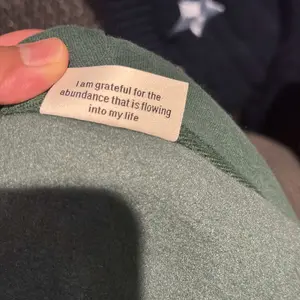 I am grateful for the
abundance that is flowing
into my life